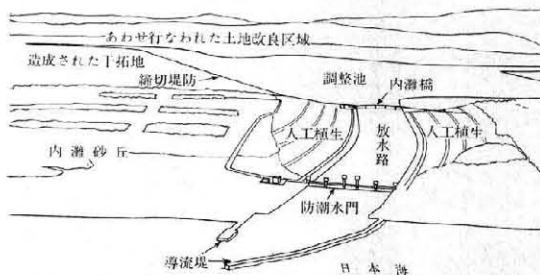 あわせ行なわれた土地改良区域
造成された干拓地
締切堤防
調整池
内灘橋
人工植生
放水路
人工植生
内灘砂丘
防潮水門
導流堤
日本海